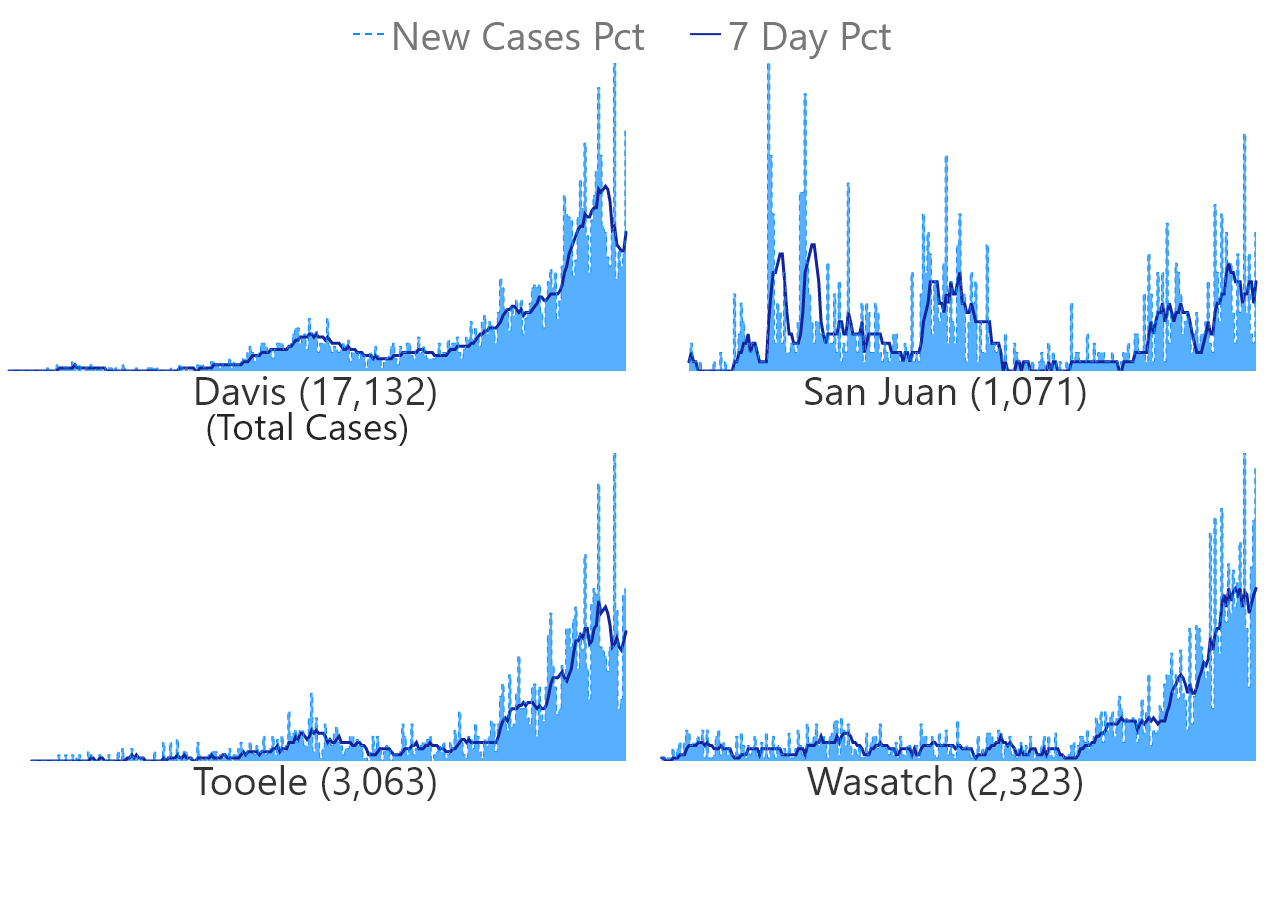 New Cases Pct 7 Day Pct
Davis (17,132)
(Total Cases)
San Juan (1,071)
Tooele (3,063)
Wasatch (2,323)